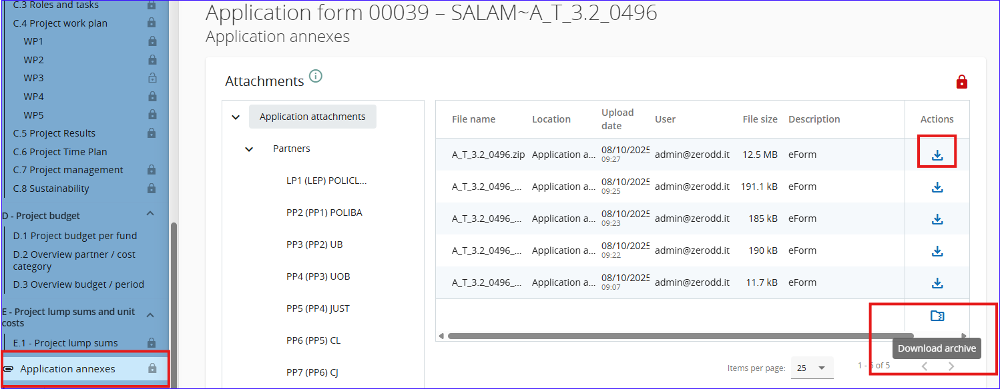 C.3 Roles and tasks
C.4 Project work plan
WP1
WP2
WP3
WP4
WP5
C.5 Project Results
C.6 Project Time Plan
C.7 Project management
C.8 Sustainability
D - Project budget
D.1 Project budget per fund
D.2 Overview partner / cost
category
D.3 Overview budget / period
E - Project lump sums and unit
costs
E.1 - Project lump sums
Application annexes
Application form 00039 – SALAM~A_T_3.2_0496
Application annexes
Attachments
Application attachments
Partners
LP1 (LEP) POLICL...
PP2 (PP1) POLIBA
PP3 (PP2) UB
PP4 (PP3) UOB
PP5 (PP4) JUST
PP6 (PP5) CL
PP7 (PP6) CJ
File name Location Upload date User File size Description Actions
A_T_3.2_0496.zip Application a... 08/10/2025 09:27 admin@zerodd.it 12.5 MB eForm
A_T_3.2_0496_... Application a... 08/10/2025 09:25 admin@zerodd.it 191.1 kB eForm
A_T_3.2_0496_... Application a... 08/10/2025 09:23 admin@zerodd.it 185 kB eForm
A_T_3.2_0496_... Application a... 08/10/2025 09:22 admin@zerodd.it 190 kB eForm
A_T_3.2_0496_... Application a... 08/10/2025 09:07 admin@zerodd.it 11.7 kB eForm
Download archive
Items per page: 25 1 - 5 of 5